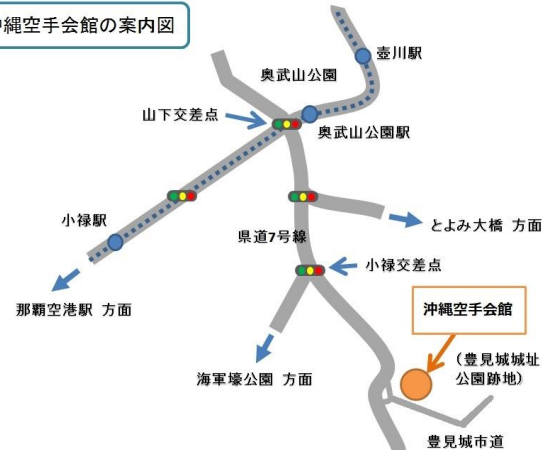 沖縄空手会館の案内図
壺川駅
奥武山公園
山下交差点
奥武山公園駅
小禄駅
とよみ大橋 方面
県道7号線
小禄交差点
那覇空港駅 方面
沖縄空手会館
(豊見城城址
公園跡地)
海軍壕公園 方面
豊見城市道